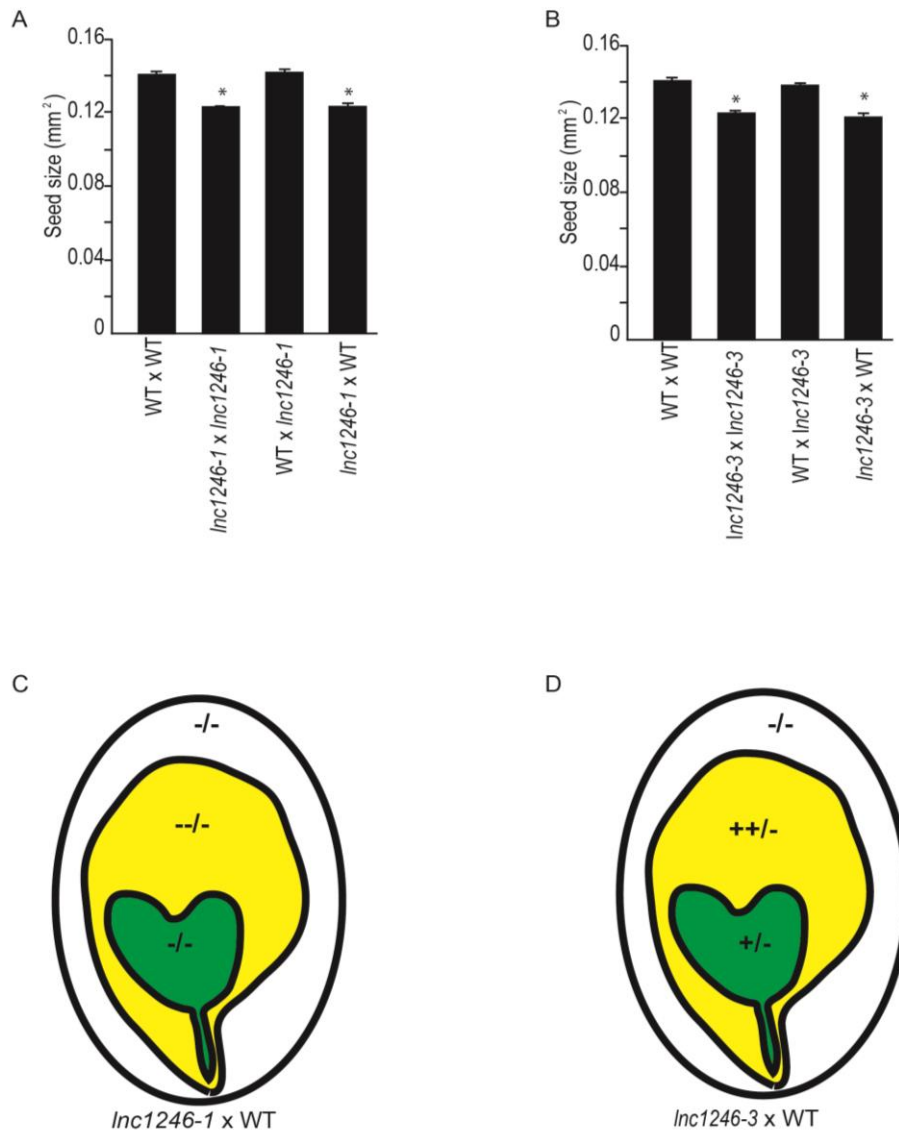 A
Seed size (mm²)
0.16
0.12
0.08
0.04
0
*
*
WT x WT
lnc1246-1 x lnc1246-1
WT x lnc1246-1
lnc1246-1 x WT
B
Seed size (mm²)
0.16
0.12
0.08
0.04
0
*
*
WT x WT
lnc1246-3 x lnc1246-3
WT x lnc1246-3
lnc1246-3 x WT
C
-/-
--/-
-/-
lnc1246-1 x WT
D
-/-
++/-
+/-
lnc1246-3 x WT